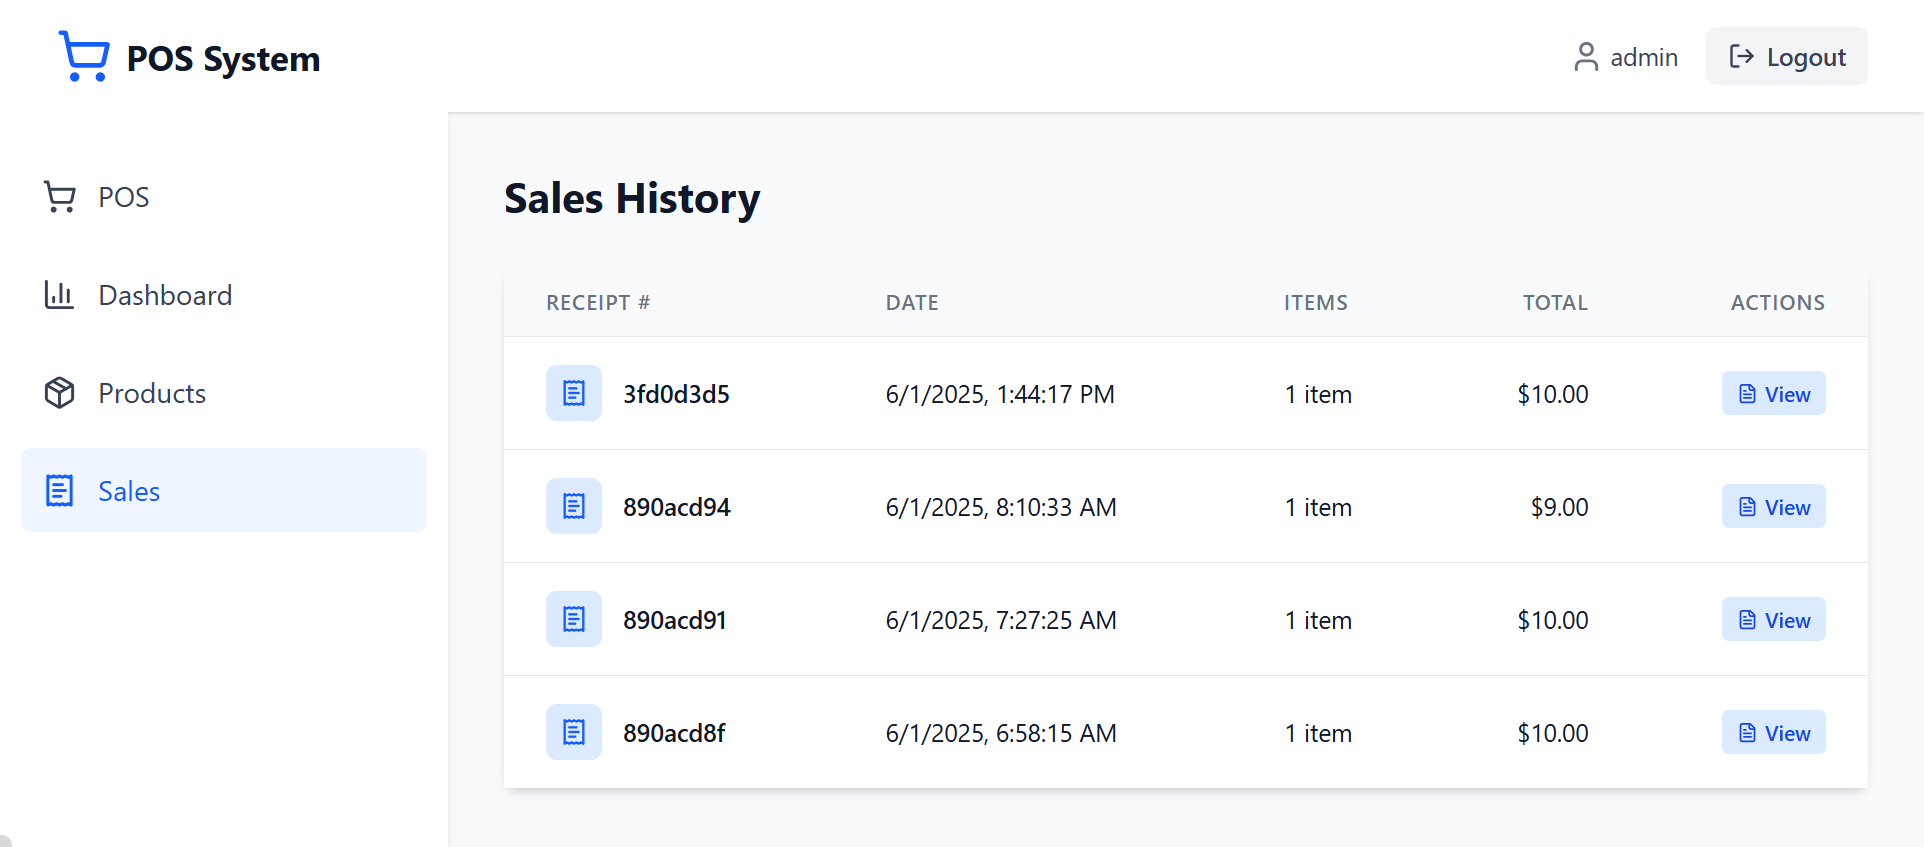 POS System
admin
Logout
POS
Dashboard
Products
Sales
Sales History
RECEIPT # DATE ITEMS TOTAL ACTIONS
3fd0d3d5 6/1/2025, 1:44:17 PM 1 item $10.00 View
890acd94 6/1/2025, 8:10:33 AM 1 item $9.00 View
890acd91 6/1/2025, 7:27:25 AM 1 item $10.00 View
890acd8f 6/1/2025, 6:58:15 AM 1 item $10.00 View